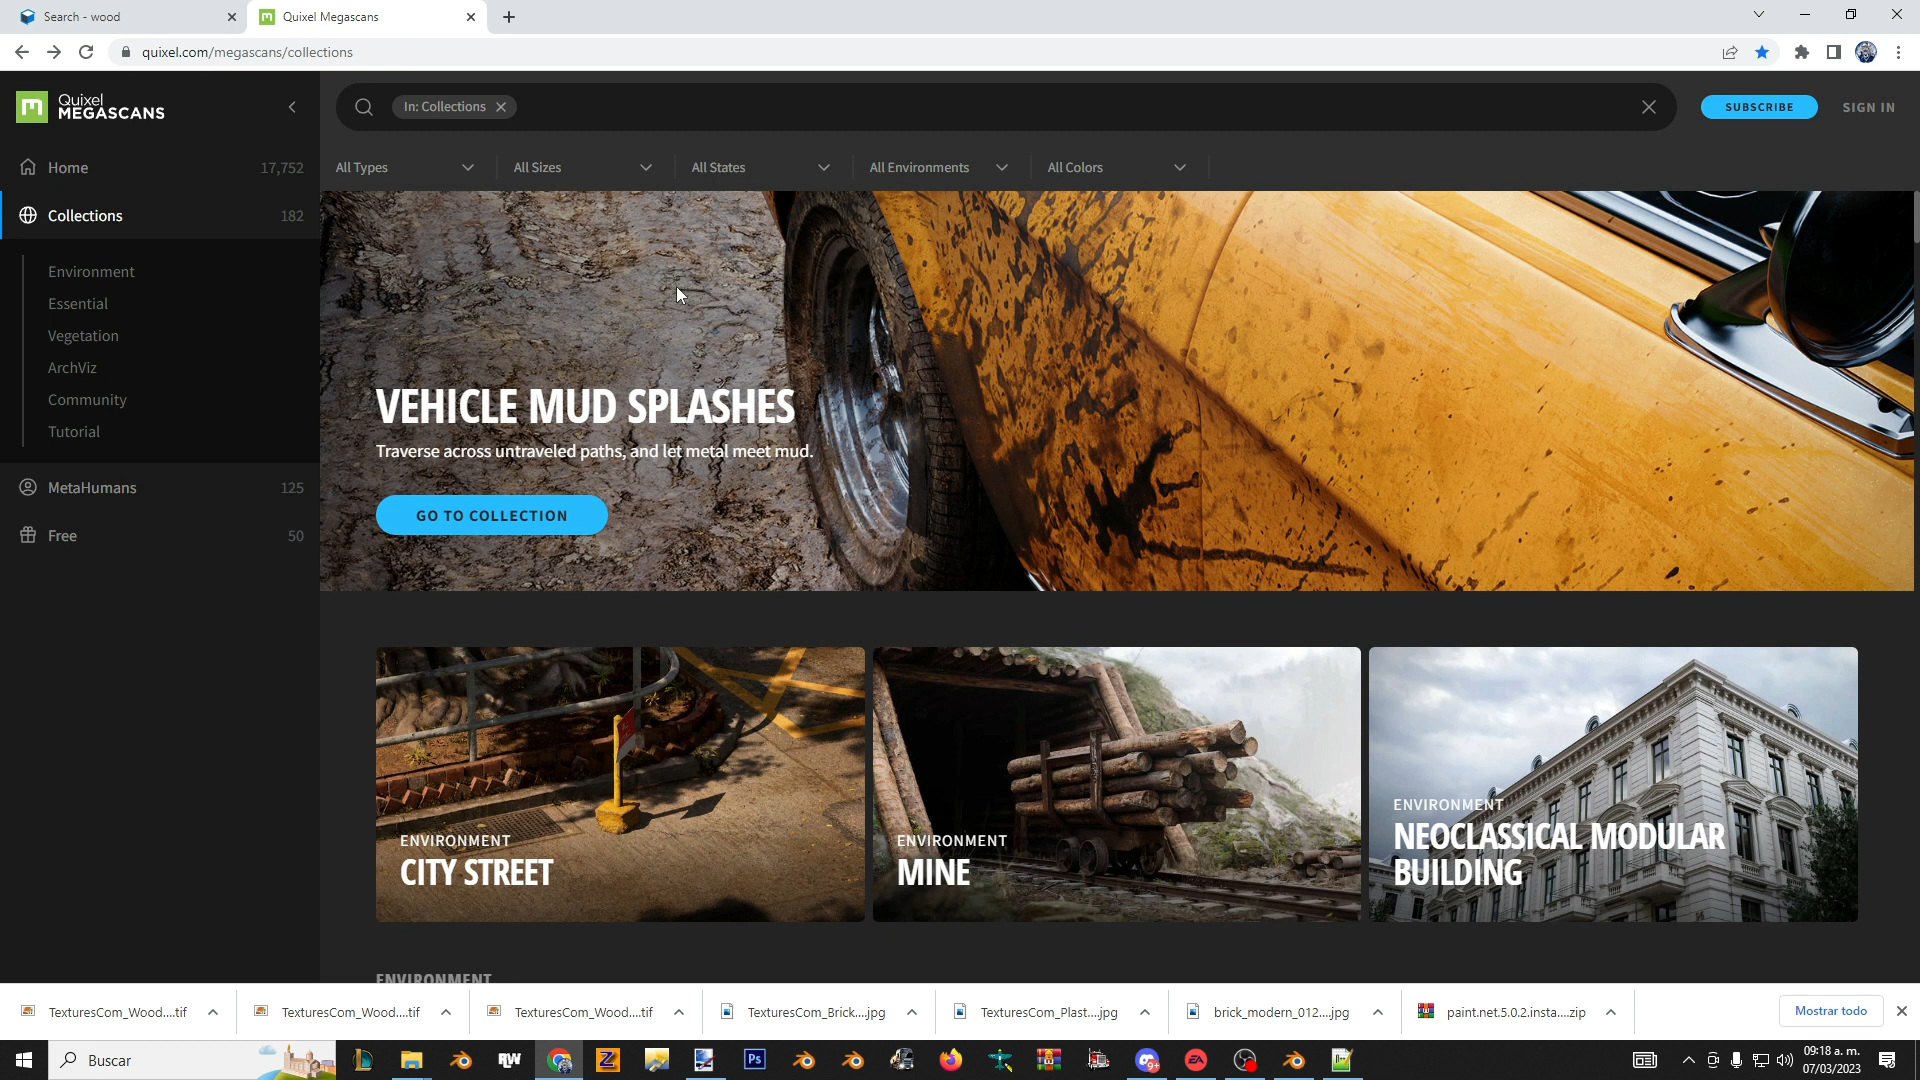 Search - wood
Quixel Megascans
quixel.com/megascans/collections
Quixel
MEGASCANS
In: Collections
SUBSCRIBE
SIGN IN
Home 17,752
All Types
All Sizes
All States
All Environments
All Colors
Collections 182
Environment
Essential
Vegetation
ArchViz
Community
Tutorial
MetaHumans 125
Free 50
VEHICLE MUD SPLASHES
Traverse across untraveled paths, and let metal meet mud.
GO TO COLLECTION
ENVIRONMENT
CITY STREET
ENVIRONMENT
MINE
ENVIRONMENT
NEOCLASSICAL MODULAR
BUILDING
ENVIRONMENT
TexturesCom_Wood....tif
TexturesCom_Wood....tif
TexturesCom_Wood....tif
TexturesCom_Brick....jpg
TexturesCom_Plast....jpg
brick_modern_012....jpg
paint.net.5.0.2.insta....zip
Mostrar todo
Buscar
09:18 a. m.
07/03/2023